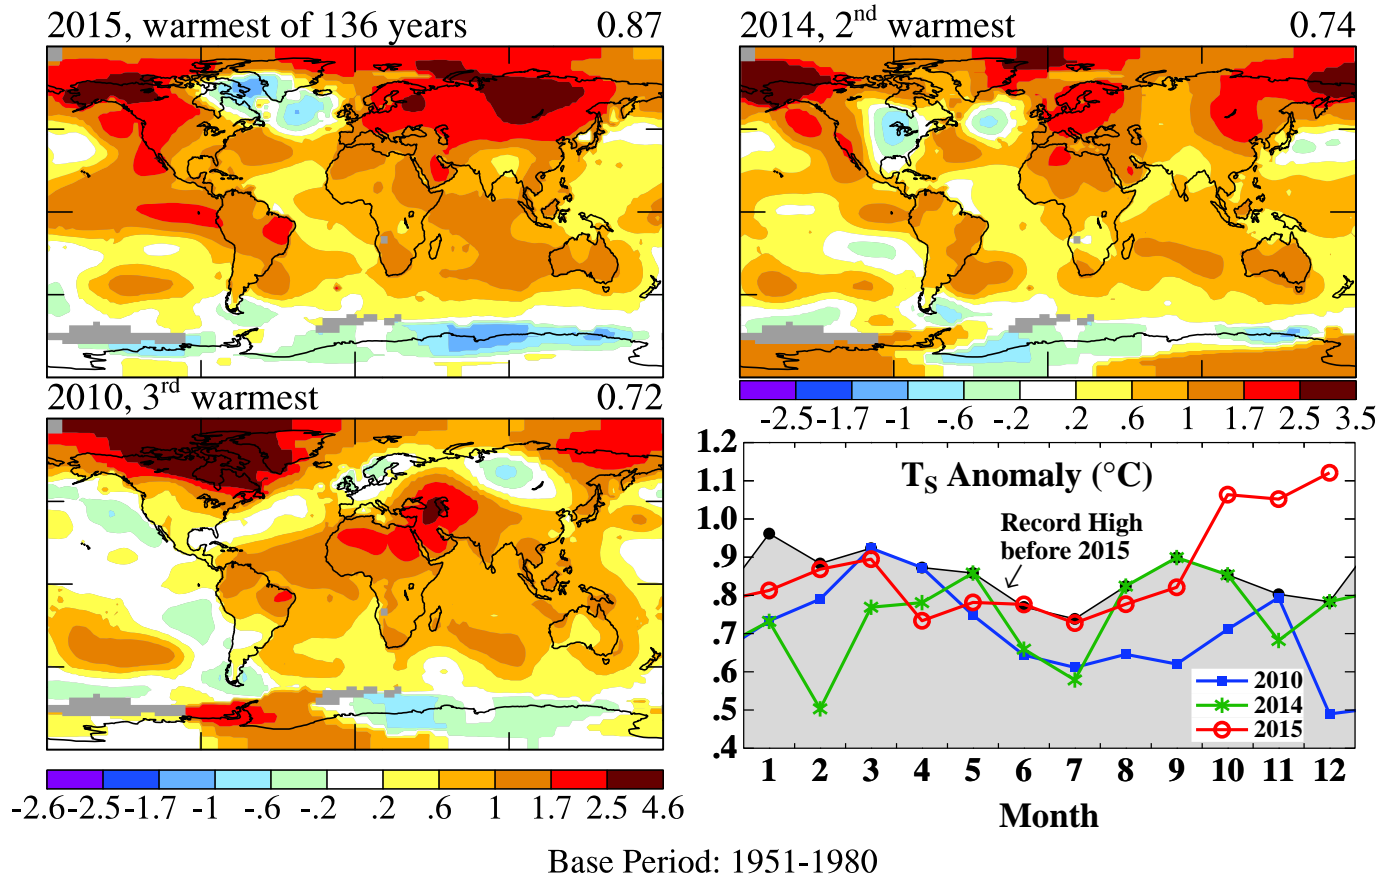 2015, warmest of 136 years 0.87
2014, 2nd warmest 0.74
2010, 3rd warmest 0.72
-2.5 -1.7 -1 -.6 -.2 .2 .6 1 1.7 2.5 3.5
-2.6 -2.5 -1.7 -1 -.6 -.2 .2 .6 1 1.7 2.5 4.6
TS Anomaly (°C)
Record High
before 2015
1.2
1.1
1.0
.9
.8
.7
.6
.5
.4
2010
2014
2015
1 2 3 4 5 6 7 8 9 10 11 12
Month
Base Period: 1951-1980